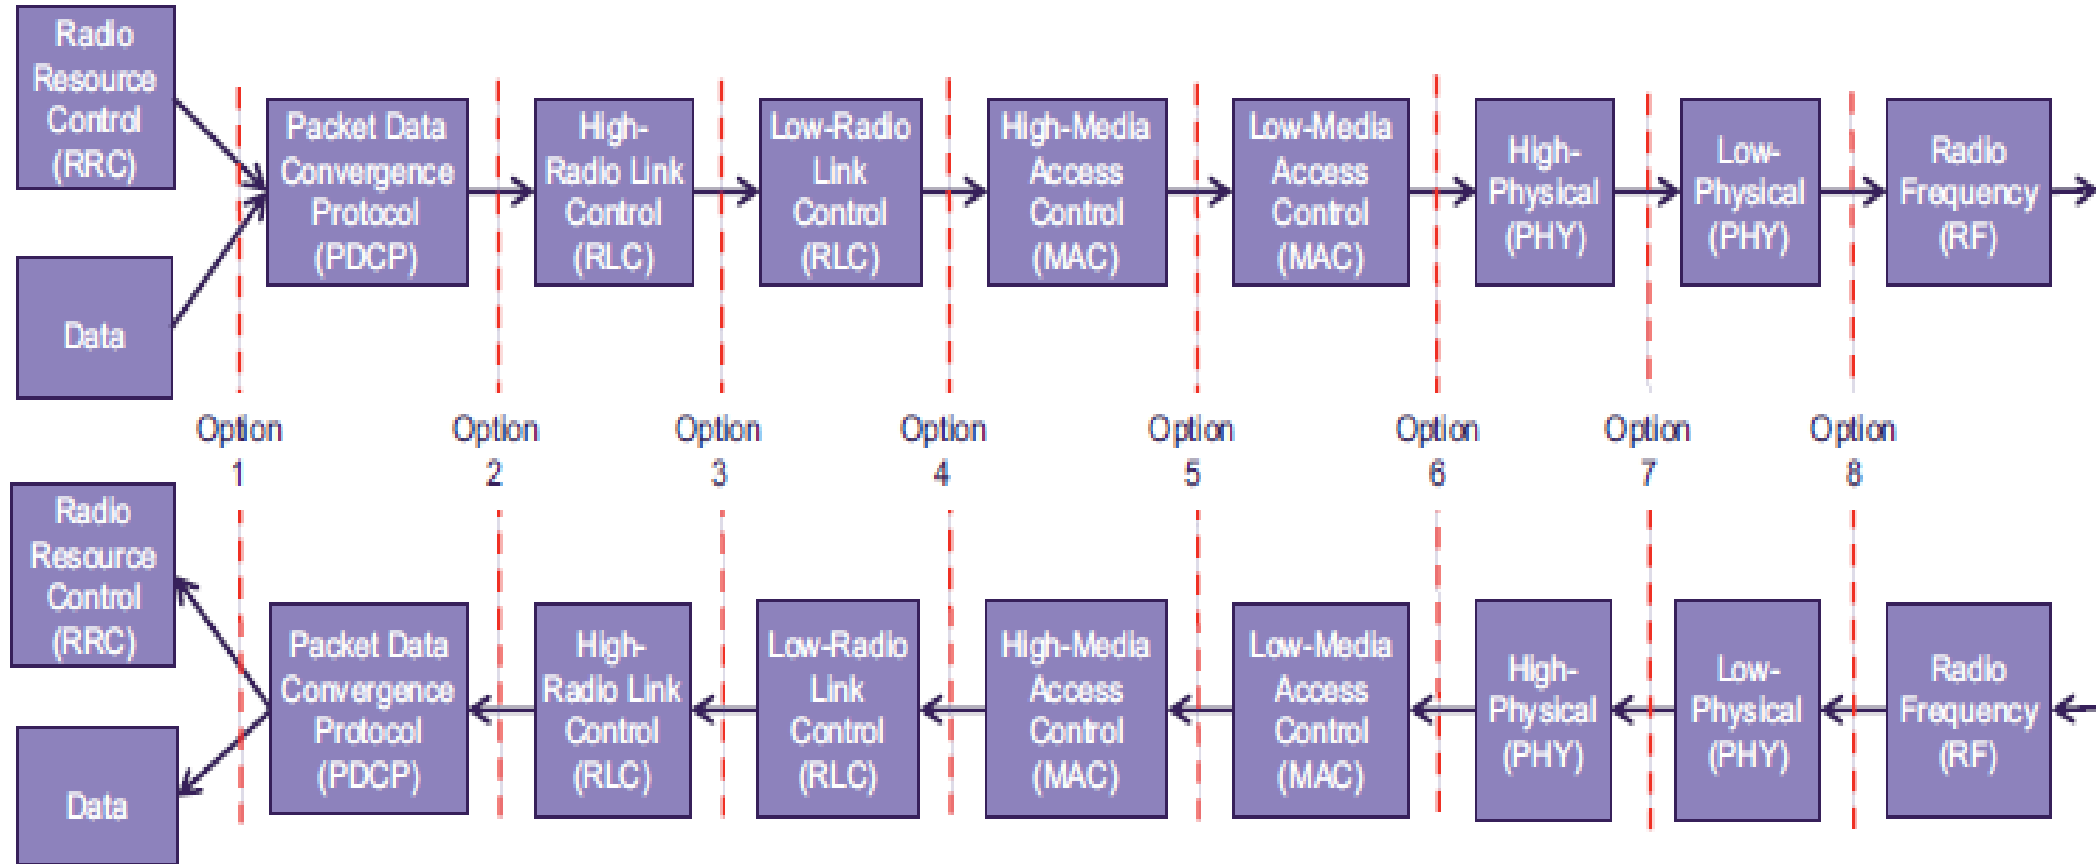 Radio
Resource
Control
(RRC)
Data
Packet Data
Convergence
Protocol
(PDCP)
High-
Radio Link
Control
(RLC)
Low-Radio
Link
Control
(RLC)
High-Media
Access
Control
(MAC)
Low-Media
Access
Control
(MAC)
High-
Physical
(PHY)
Low-
Physical
(PHY)
Radio
Frequency
(RF)
Option
1
Option
2
Option
3
Option
4
Option
5
Option
6
Option
7
Option
8
Radio
Resource
Control
(RRC)
Data
Packet Data
Convergence
Protocol
(PDCP)
High-
Radio Link
Control
(RLC)
Low-Radio
Link
Control
(RLC)
High-Media
Access
Control
(MAC)
Low-Media
Access
Control
(MAC)
High-
Physical
(PHY)
Low-
Physical
(PHY)
Radio
Frequency
(RF)